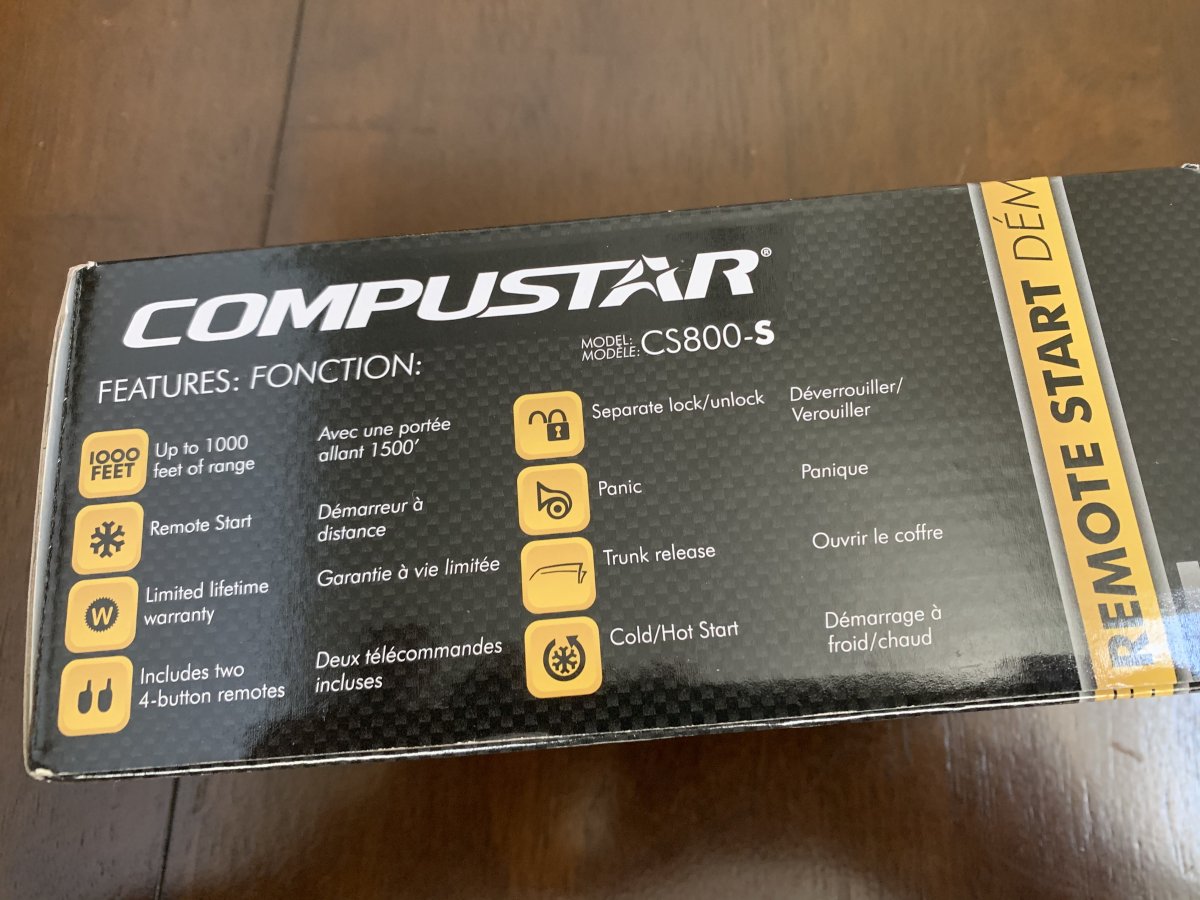 COMPUSTAR®
MODEL:
MODÈLE: CS800-S
FEATURES: FONCTION:
1000
FEET
Up to 1000
feet of range
Avec une portée
allant 1500'
Remote Start
Démarreur à
distance
W
Limited lifetime
warranty
Garantie à vie limitée
Includes two
4-button remotes
Deux télécommandes
incluses
Separate lock/unlock
Déverrouiller/
Verouiller
Panic
Panique
Trunk release
Ouvrir le coffre
Cold/Hot Start
Démarrage à
froid/chaud
REMOTE START DÉM